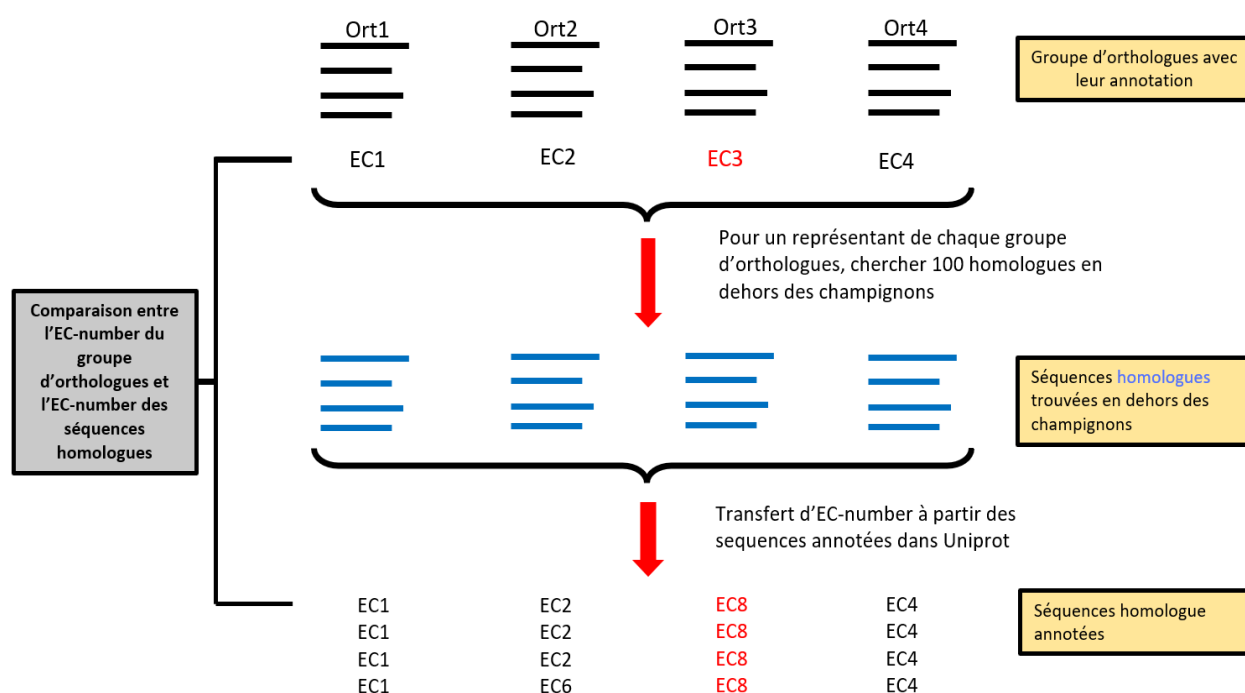 Ort1 Ort2 Ort3 Ort4
Groupe d'orthologues avec
leur annotation
EC1 EC2 EC3 EC4
Pour un représentant de chaque groupe
d'orthologues, chercher 100 homologues en
dehors des champignons
Comparaison entre
l'EC-number du
groupe
d'orthologues et
l'EC-number des
séquences
homologues
Séquences homologues
trouvées en dehors des
champignons
Transfert d'EC-number à partir des
sequences annotées dans Uniprot
EC1 EC2 EC8 EC4
EC1 EC2 EC8 EC4
EC1 EC2 EC8 EC4
EC1 EC6 EC8 EC4
Séquences homologue
annotées